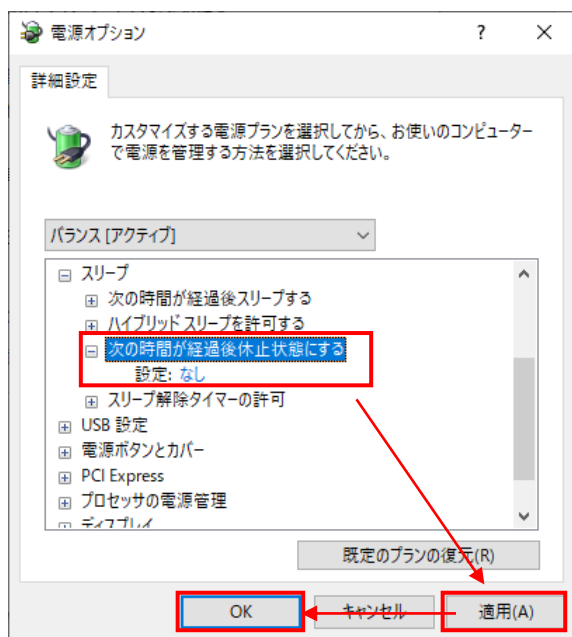 電源オプション
詳細設定
カスタマイズする電源プランを選択してから、お使いのコンピューター
で電源を管理する方法を選択してください。
バランス [アクティブ]
スリープ
次の時間が経過後スリープする
ハイブリッド スリープを許可する
次の時間が経過後休止状態にする
設定: なし
スリープ解除タイマーの許可
USB 設定
電源ボタンとカバー
PCI Express
プロセッサの電源管理
ディスプレイ
既定のプランの復元(R)
OK キャンセル 適用(A)